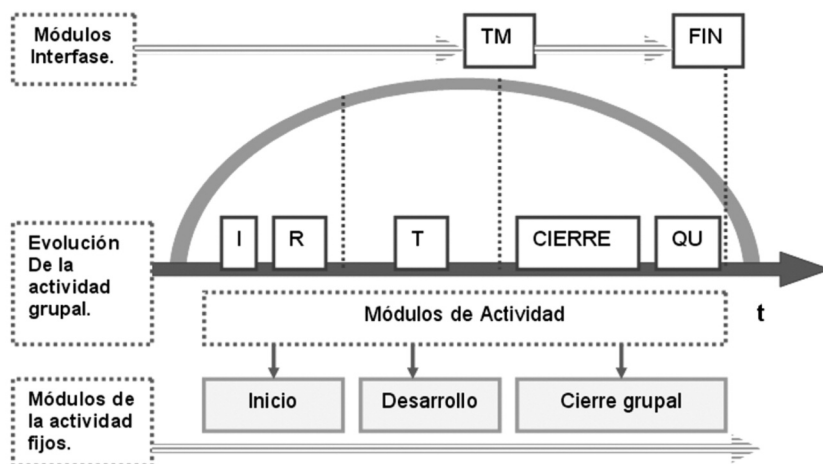 Módulos
Interfase.
TM
FIN
Evolución
De la
actividad
grupal.
I
R
T
CIERRE
QU
Módulos de Actividad
t
Módulos de
la actividad
fijos.
Inicio
Desarrollo
Cierre grupal